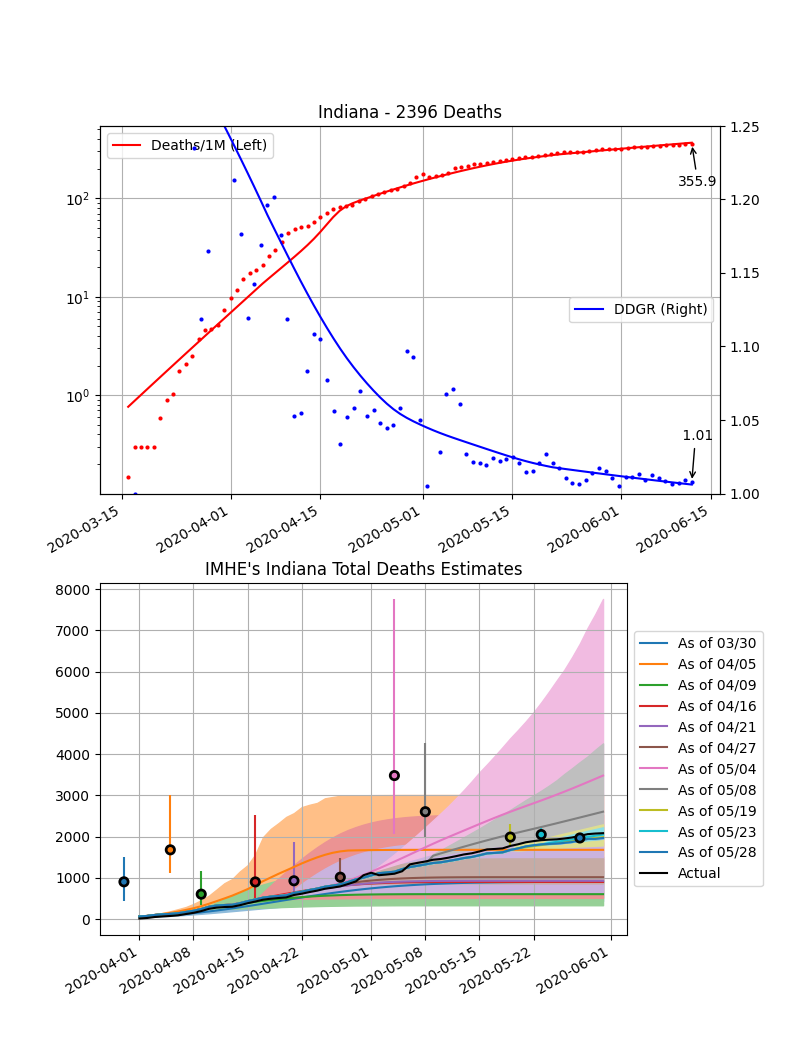 Indiana - 2396 Deaths
Deaths/1M (Left)
DDGR (Right)
355.9
1.01
10²
10¹
10⁰
1.25
1.20
1.15
1.10
1.05
1.00
2020-03-15
2020-04-01
2020-04-15
2020-05-01
2020-05-15
2020-06-01
2020-06-15
IMHE's Indiana Total Deaths Estimates
8000
7000
6000
5000
4000
3000
2000
1000
0
2020-04-01
2020-04-08
2020-04-15
2020-04-22
2020-05-01
2020-05-08
2020-05-15
2020-05-22
2020-06-01
As of 03/30
As of 04/05
As of 04/09
As of 04/16
As of 04/21
As of 04/27
As of 05/04
As of 05/08
As of 05/19
As of 05/23
As of 05/28
Actual